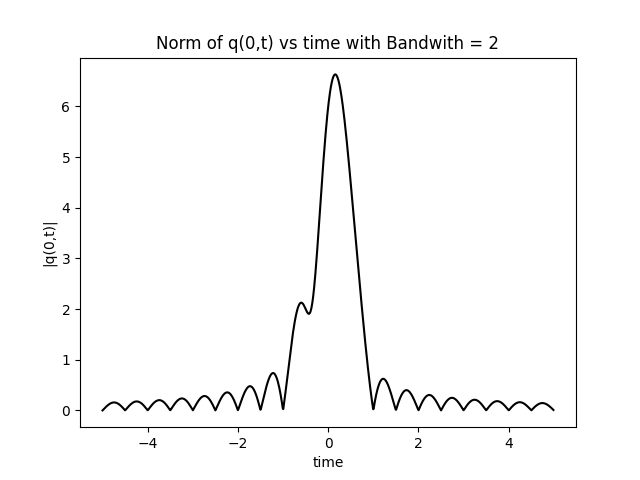 Norm of q(0,t) vs time with Bandwith = 2
|q(0,t)|
6
5
4
3
2
1
0
−4 −2 0 2 4
time